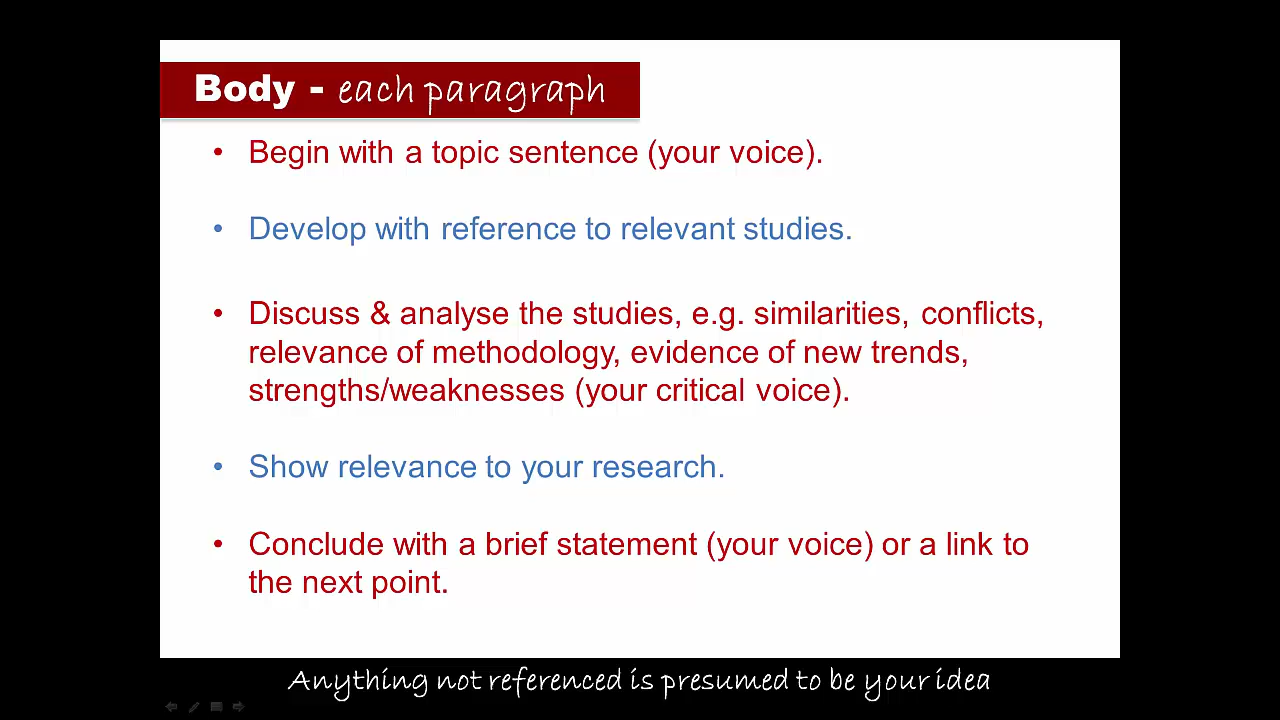 Body - each paragraph
• Begin with a topic sentence (your voice).
• Develop with reference to relevant studies.
• Discuss & analyse the studies, e.g. similarities, conflicts,
relevance of methodology, evidence of new trends,
strengths/weaknesses (your critical voice).
• Show relevance to your research.
• Conclude with a brief statement (your voice) or a link to
the next point.
Anything not referenced is presumed to be your idea